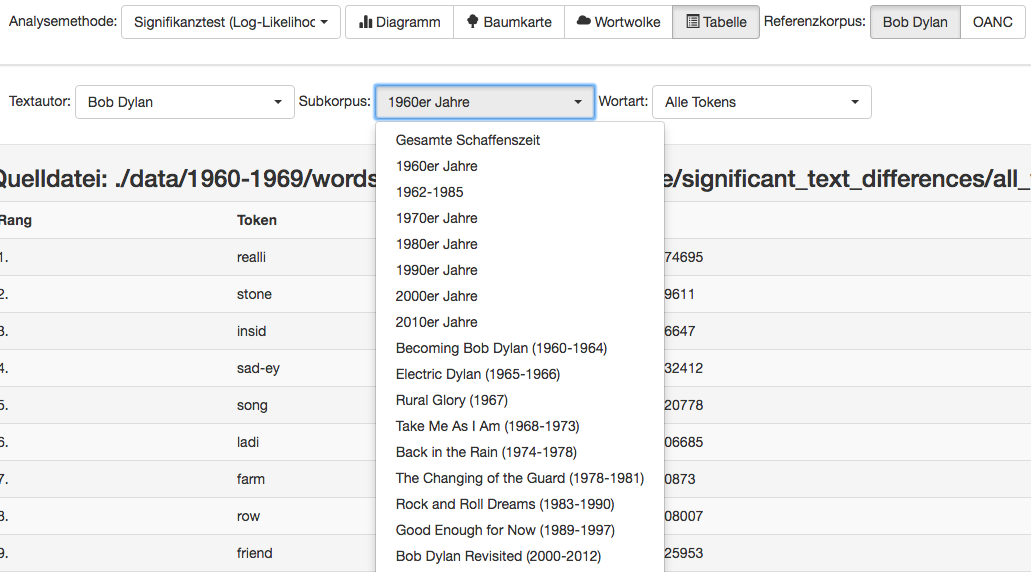 Analysemethode: Signifikanztest (Log-Likelihoo Diagramm Baumkarte Wortwolke Tabelle Referenzkorpus: Bob Dylan OANC
Textautor: Bob Dylan Subkorpus: 1960er Jahre Wortart: Alle Tokens
Gesamte Schaffenszeit
1960er Jahre
1962-1985
1970er Jahre
1980er Jahre
1990er Jahre
2000er Jahre
2010er Jahre
Becoming Bob Dylan (1960-1964)
Electric Dylan (1965-1966)
Rural Glory (1967)
Take Me As I Am (1968-1973)
Back in the Rain (1974-1978)
The Changing of the Guard (1978-1981)
Rock and Roll Dreams (1983-1990)
Good Enough for Now (1989-1997)
Bob Dylan Revisited (2000-2012)
Quelldatei: ./data/1960-1969/words e/significant_text_differences/all_
Rang Token
1. realli 74695
2. stone 9611
3. insid 6647
4. sad-ey 32412
5. song 20778
6. ladi 06685
7. farm 0873
8. row 08007
9. friend 25953